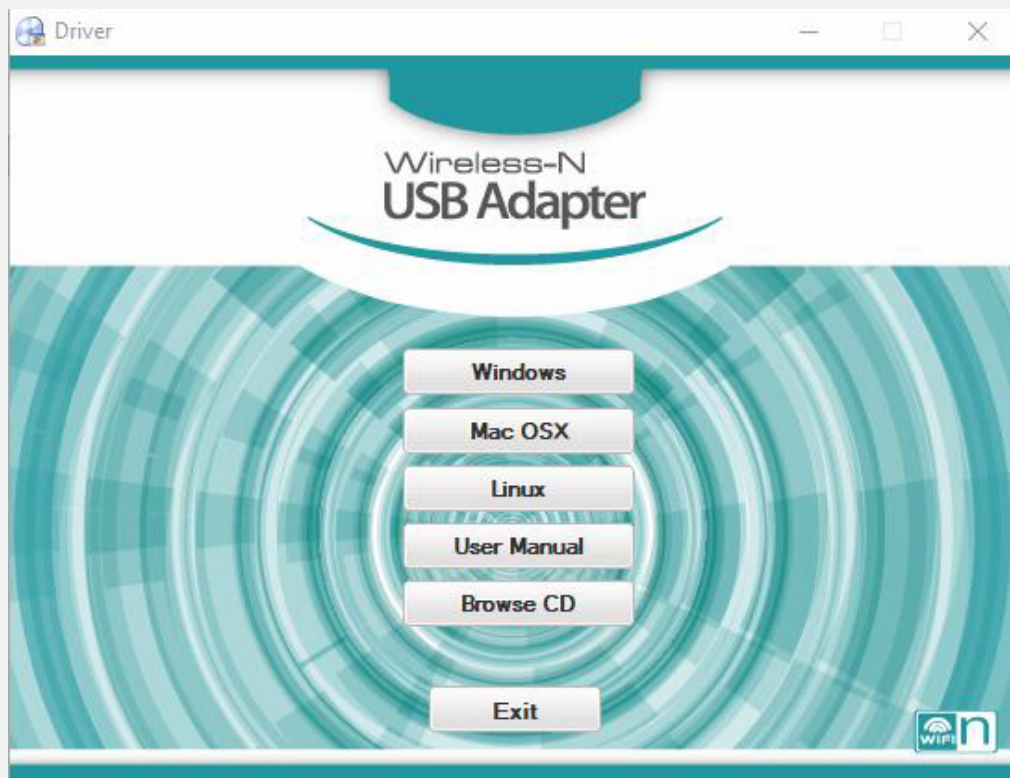 Driver
Wireless-N
USB Adapter
Windows
Mac OSX
Linux
User Manual
Browse CD
Exit
WiFi n